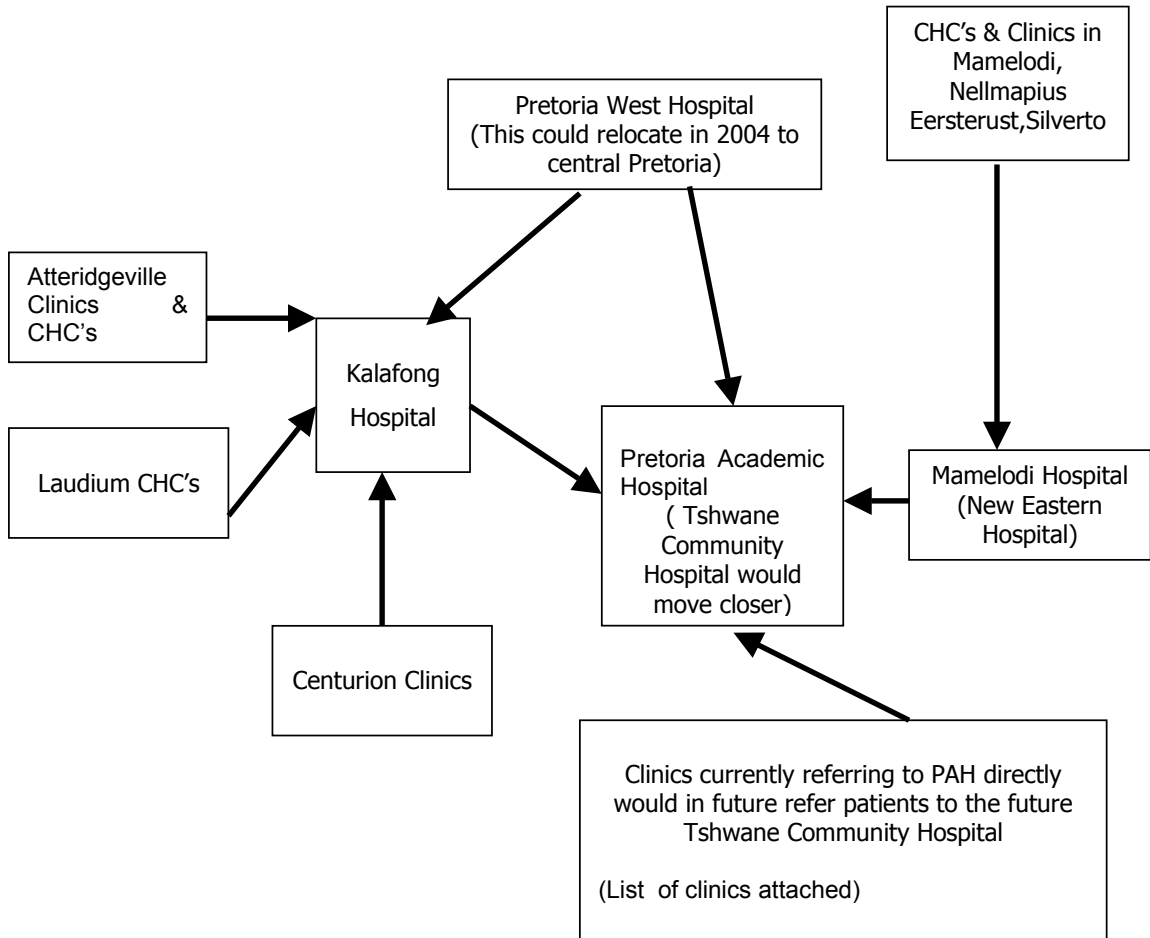 CHC's & Clinics in
Mamelodi,
Nellmapius
Eersterust,Silverto
Pretoria West Hospital
(This could relocate in 2004 to
central Pretoria)
Atteridgeville
Clinics &
CHC's
Kalafong
Hospital
Laudium CHC's
Pretoria Academic
Hospital
( Tshwane
Community
Hospital would
move closer)
Mamelodi Hospital
(New Eastern
Hospital)
Centurion Clinics
Clinics currently referring to PAH directly
would in future refer patients to the future
Tshwane Community Hospital
(List of clinics attached)